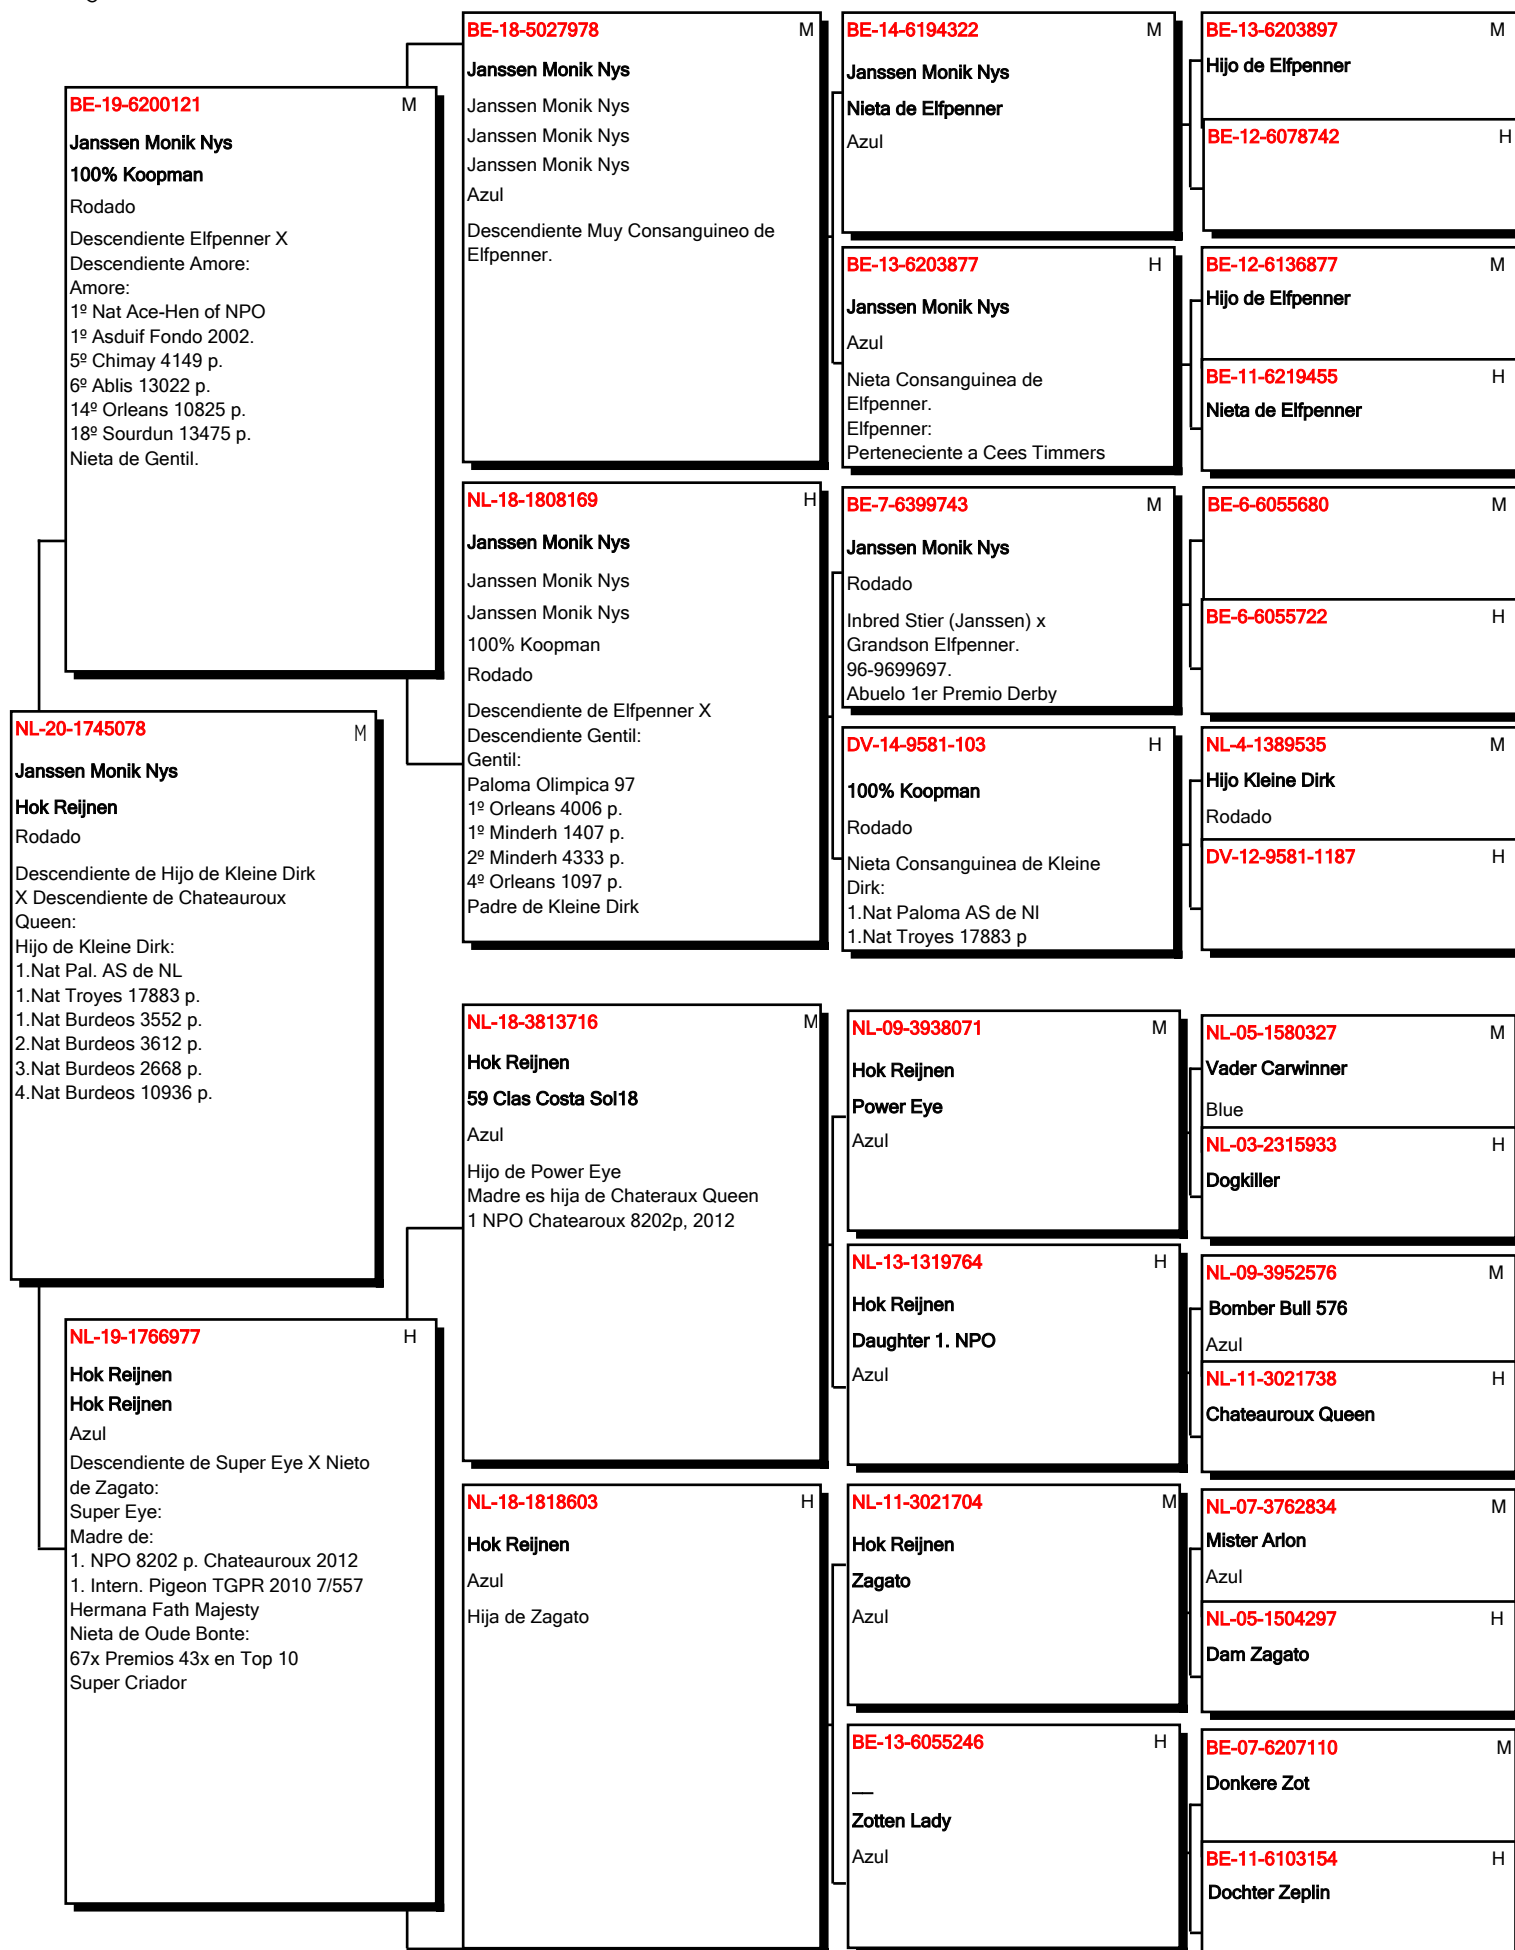 BE-18-5027978 M
Janssen Monik Nys
Janssen Monik Nys
Janssen Monik Nys
Janssen Monik Nys
Azul
Descendiente Muy Consanguineo de
Elfpenner.
BE-14-6194322 M
Janssen Monik Nys
Nieta de Elfpenner
Azul
BE-13-6203897 M
Hijo de Elfpenner
BE-12-6078742 H
BE-19-6200121 M
Janssen Monik Nys
100% Koopman
Rodado
Descendiente Elfpenner X
Descendiente Amore:
Amore:
1º Nat Ace-Hen of NPO
1º Asduif Fondo 2002.
5º Chimay 4149 p.
6º Ablis 13022 p.
14º Orleans 10825 p.
18º Sourdun 13475 p.
Nieta de Gentil.
BE-13-6203877 H
Janssen Monik Nys
Azul
Nieta Consanguinea de
Elfpenner.
Elfpenner:
Perteneciente a Cees Timmers
BE-12-6136877 M
Hijo de Elfpenner
BE-11-6219455 H
Nieta de Elfpenner
NL-18-1808169 H
Janssen Monik Nys
Janssen Monik Nys
Janssen Monik Nys
100% Koopman
Rodado
Descendiente de Elfpenner X
Descendiente Gentil:
Gentil:
Paloma Olimpica 97
1º Orleans 4006 p.
1º Minderh 1407 p.
2º Minderh 4333 p.
4º Orleans 1097 p.
Padre de Kleine Dirk
BE-7-6399743 M
Janssen Monik Nys
Rodado
Inbred Stier (Janssen) x
Grandson Elfpenner.
96-9699697.
Abuelo 1er Premio Derby
BE-6-6055680 M
BE-6-6055722 H
NL-20-1745078 M
Janssen Monik Nys
Hok Reijnen
Rodado
Descendiente de Hijo de Kleine Dirk
X Descendiente de Chateauroux
Queen:
Hijo de Kleine Dirk:
1.Nat Pal. AS de NL
1.Nat Troyes 17883 p.
1.Nat Burdeos 3552 p.
2.Nat Burdeos 3612 p.
3.Nat Burdeos 2668 p.
4.Nat Burdeos 10936 p.
DV-14-9581-103 H
100% Koopman
Rodado
Nieta Consanguinea de Kleine
Dirk:
1.Nat Paloma AS de Nl
1.Nat Troyes 17883 p
NL-4-1389535 M
Hijo Kleine Dirk
Rodado
DV-12-9581-1187 H
NL-18-3813716 M
Hok Reijnen
59 Clas Costa Sol18
Azul
Hijo de Power Eye
Madre es hija de Chateraux Queen
1 NPO Chatearoux 8202p, 2012
NL-09-3938071 M
Hok Reijnen
Power Eye
Azul
NL-05-1580327 M
Vader Carwinner
Blue
NL-03-2315933 H
Dogkiller
NL-13-1319764 H
Hok Reijnen
Daughter 1. NPO
Azul
NL-09-3952576 M
Bomber Bull 576
Azul
NL-11-3021738 H
Chateauroux Queen
NL-19-1766977 H
Hok Reijnen
Hok Reijnen
Azul
Descendiente de Super Eye X Nieto
de Zagato:
Super Eye:
Madre de:
1. NPO 8202 p. Chateauroux 2012
1. Intern. Pigeon TGPR 2010 7/557
Hermana Fath Majesty
Nieta de Oude Bonte:
67x Premios 43x en Top 10
Super Criador
NL-18-1818603 H
Hok Reijnen
Azul
Hija de Zagato
NL-11-3021704 M
Hok Reijnen
Zagato
Azul
NL-07-3762834 M
Mister Arlon
Azul
NL-05-1504297 H
Dam Zagato
BE-13-6055246 H
__
Zotten Lady
Azul
BE-07-6207110 M
Donkere Zot
BE-11-6103154 H
Dochter Zeplin